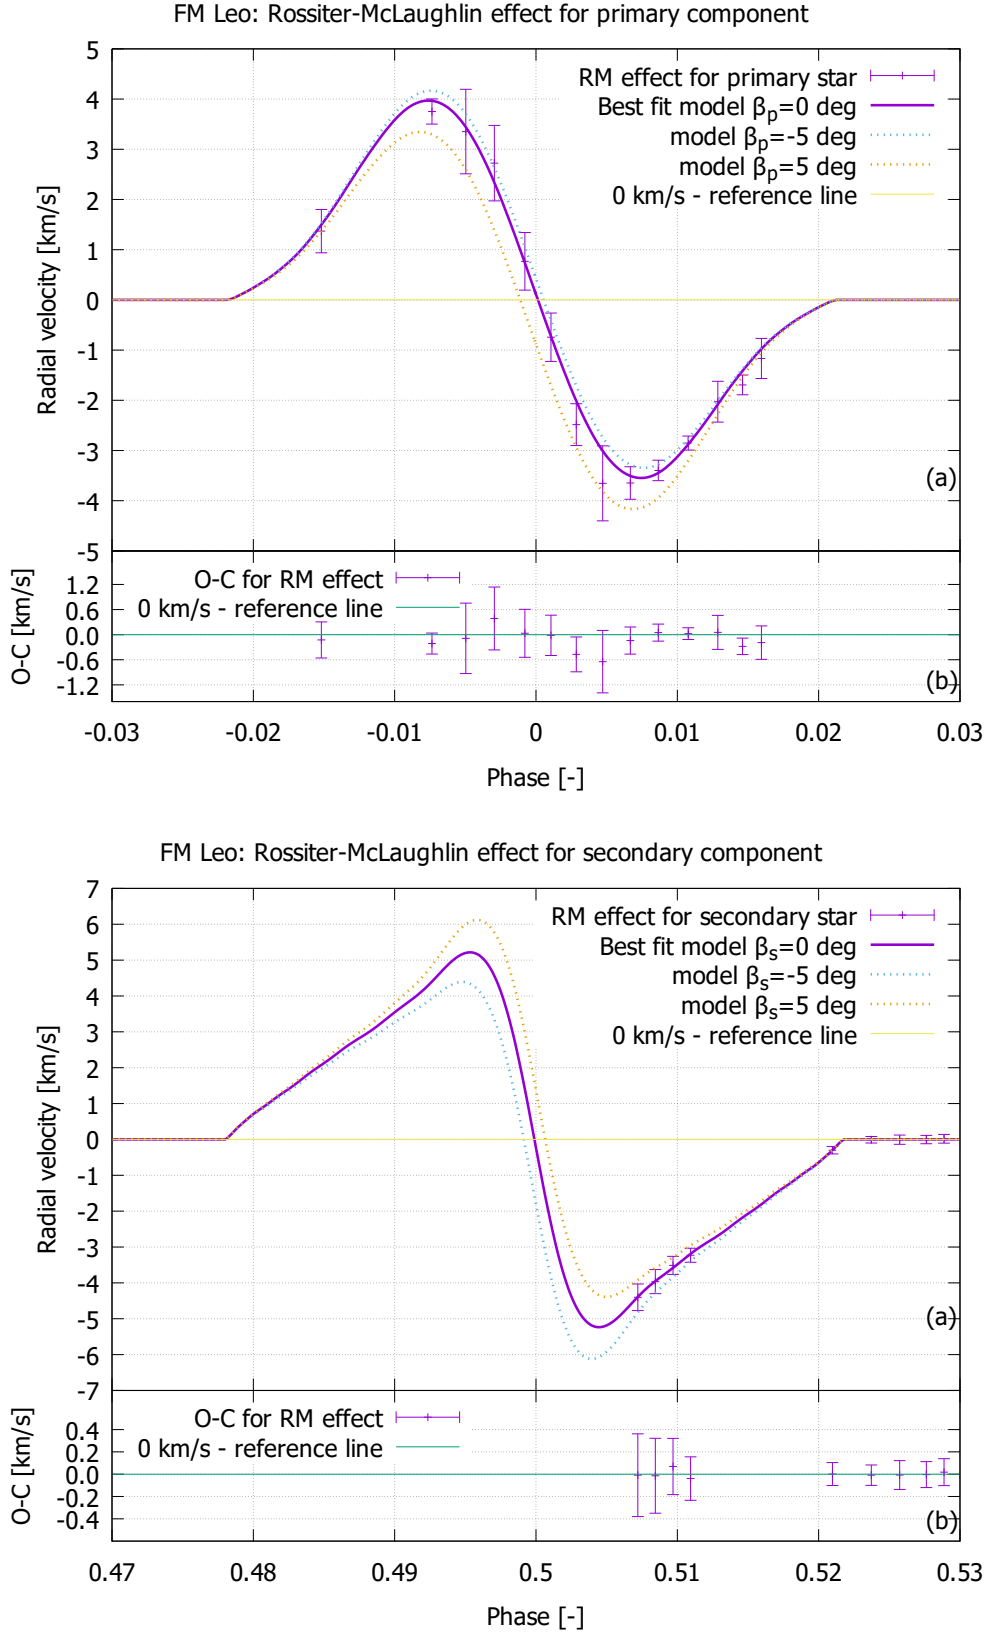 FM Leo: Rossiter-McLaughlin effect for primary component
5
4
3
2
1
0
-1
-2
-3
-4
-5
Radial velocity [km/s]
RM effect for primary star
Best fit model βp=0 deg
model βp=-5 deg
model βp=5 deg
0 km/s - reference line
(a)
1.2
0.6
0.0
-0.6
-1.2
O-C [km/s]
O-C for RM effect
0 km/s - reference line
(b)
-0.03 -0.02 -0.01 0 0.01 0.02 0.03
Phase [-]
FM Leo: Rossiter-McLaughlin effect for secondary component
7
6
5
4
3
2
1
0
-1
-2
-3
-4
-5
-6
-7
Radial velocity [km/s]
RM effect for secondary star
Best fit model βs=0 deg
model βs=-5 deg
model βs=5 deg
0 km/s - reference line
(a)
0.4
0.2
0.0
-0.2
-0.4
O-C [km/s]
O-C for RM effect
0 km/s - reference line
(b)
0.47 0.48 0.49 0.5 0.51 0.52 0.53
Phase [-]